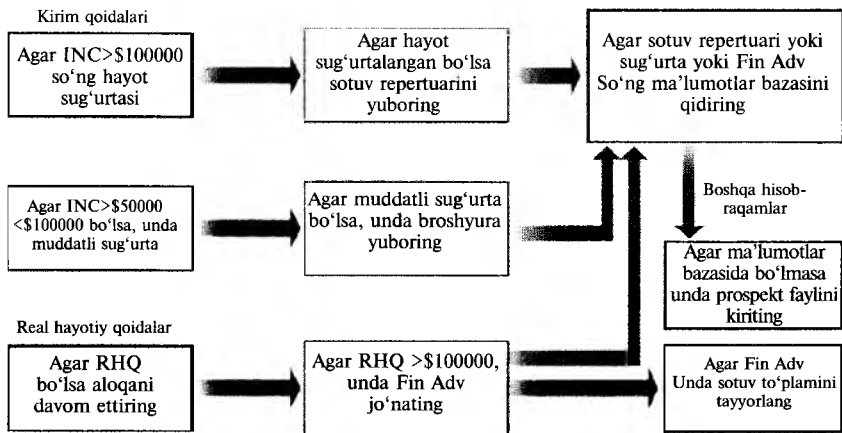 Kirim qoidalari
Agar INC>$100000
so‘ng hayot
sug‘urtasi
Agar hayot
sug‘urtalangan bo‘lsa
sotuv repertuarini
yuboring
Agar sotuv repertuari yoki
sug‘urta yoki Fin Adv
So‘ng ma’lumotlar bazasini
qidiring
Agar INC>$50000
<$100000 bo‘lsa, unda
muddatli sug‘urta
Agar muddatli sug‘urta
bo‘lsa, unda broshyura
yuboring
Boshqa hisob-
raqamlar
Agar ma’lumotlar
bazasida bo‘lmasa
unda prospekt faylini
kiriting
Real hayotiy qoidalar
Agar RHQ
bo‘lsa aloqani
davom ettiring
Agar RHQ >$100000,
unda Fin Adv
jo‘nating
Agar Fin Adv
Unda sotuv to‘plamini
tayyorlang